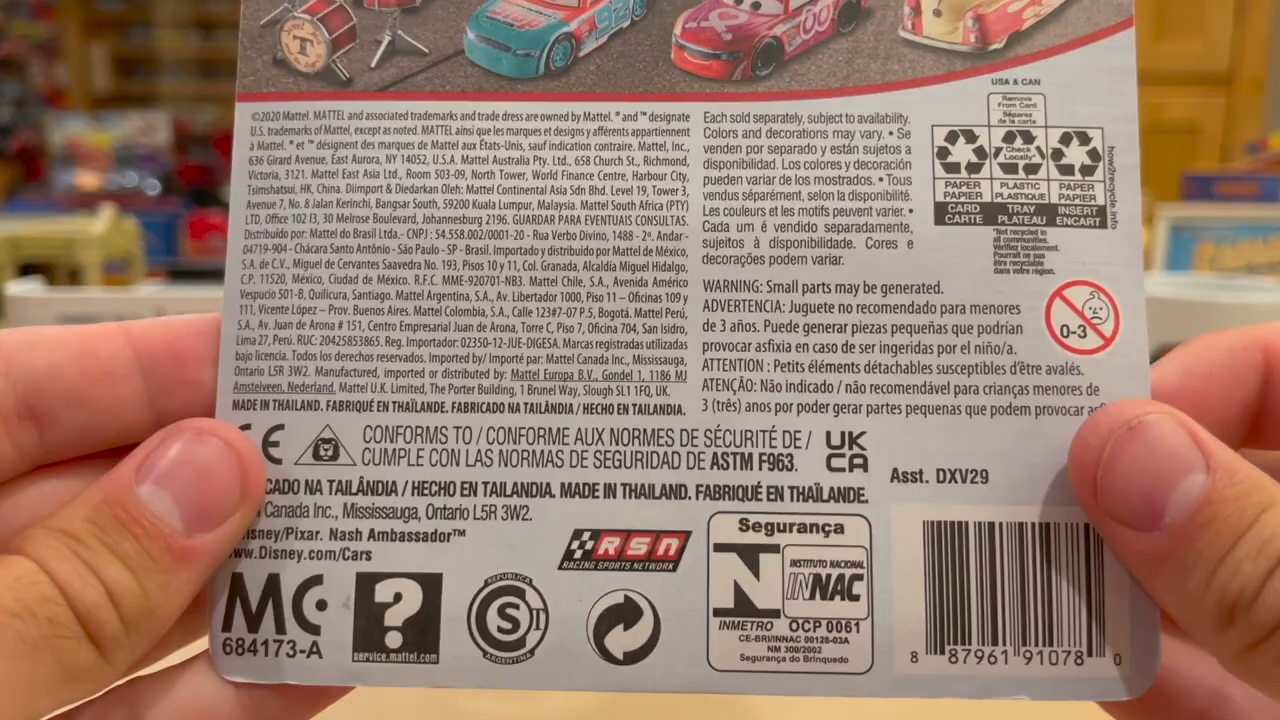 92
©2020 Mattel. MATTEL and associated trademarks and trade dress are owned by Mattel. ® and ™ designate
U.S. trademarks of Mattel, except as noted. MATTEL ainsi que les marques et designs y afférents appartiennent
à Mattel. ® et ™ désignent des marques de Mattel aux États-Unis, sauf indication contraire. Mattel, Inc.,
636 Girard Avenue, East Aurora, NY 14052, U.S.A. Mattel Australia Pty. Ltd., 658 Church St., Richmond,
Victoria, 3121. Mattel East Asia Ltd., Room 503-09, North Tower, World Finance Centre, Harbour City,
Tsimshatsui, HK, China. Diimport & Diedarkan Oleh: Mattel Continental Asia Sdn Bhd. Level 19, Tower 3,
Avenue 7, No. 8 Jalan Kerinchi, Bangsar South, 59200 Kuala Lumpur, Malaysia. Mattel South Africa (PTY)
LTD, Office 102 I3, 30 Melrose Boulevard, Johannesburg 2196. GUARDAR PARA EVENTUAIS CONSULTAS.
Distribuído por: Mattel do Brasil Ltda.- CNPJ : 54.558.002/0001-20 - Rua Verbo Divino, 1488 - 2º. Andar -
04719-904 - Chácara Santo Antônio - São Paulo - SP - Brasil. Importado y distribuido por Mattel de México,
S.A. de C.V., Miguel de Cervantes Saavedra No. 193, Pisos 10 y 11, Col. Granada, Alcaldía Miguel Hidalgo,
C.P. 11520, México, Ciudad de México. R.F.C. MME-920701-NB3. Mattel Chile, S.A., Avenida Américo
Vespucio 501-B, Quilicura, Santiago. Mattel Argentina, S.A., Av. Libertador 1000, Piso 11 – Oficinas 109 y
111, Vicente López – Prov. Buenos Aires. Mattel Colombia, S.A., Calle 123#7-07 P.5, Bogotá. Mattel Perú,
S.A., Av. Juan de Arona # 151, Centro Empresarial Juan de Arona, Torre C, Piso 7, Oficina 704, San Isidro,
Lima 27, Perú. RUC: 20425853865. Reg. Importador: 02350-12-JUE-DIGESA. Marcas registradas utilizadas
bajo licencia. Todos los derechos reservados. Imported by/ Importé par: Mattel Canada Inc., Mississauga,
Ontario L5R 3W2. Manufactured, imported or distributed by: Mattel Europa B.V., Gondel 1, 1186 MJ
Amstelveen, Nederland. Mattel U.K. Limited, The Porter Building, 1 Brunel Way, Slough SL1 1FQ, UK.
MADE IN THAILAND. FABRIQUÉ EN THAÏLANDE. FABRICADO NA TAILÂNDIA / HECHO EN TAILANDIA.
Each sold separately, subject to availability.
Colors and decorations may vary. • Se
venden por separado y están sujetos a
disponibilidad. Los colores y decoración
pueden variar de los mostrados. • Tous
vendus séparément, selon la disponibilité.
Les couleurs et les motifs peuvent varier. •
Cada um é vendido separadamente,
sujeitos à disponibilidade. Cores e
decorações podem variar.
USA & CAN
Remove
From Card
Séparez
de la carte
Check
Locally*
PAPER PLASTIC PAPER
PAPIER PLASTIQUE PAPIER
CARD TRAY INSERT
CARTE PLATEAU ENCART
how2recycle.info
*Not recycled in
all communities.
Vérifiez localement.
Pourrait ne pas
être recyclable
dans votre région.
WARNING: Small parts may be generated.
ADVERTENCIA: Juguete no recomendado para menores
de 3 años. Puede generar piezas pequeñas que podrían
provocar asfixia en caso de ser ingeridas por el niño/a.
ATTENTION : Petits éléments détachables susceptibles d'être avalés.
ATENÇÃO: Não indicado / não recomendável para crianças menores de
3 (três) anos por poder gerar partes pequenas que podem provocar
0-3
CE
CONFORMS TO / CONFORME AUX NORMES DE SÉCURITÉ DE /
CUMPLE CON LAS NORMAS DE SEGURIDAD DE ASTM F963.
UK
CA
Asst. DXV29
CADO NA TAILÂNDIA / HECHO EN TAILANDIA. MADE IN THAILAND. FABRIQUÉ EN THAÏLANDE.
Canada Inc., Mississauga, Ontario L5R 3W2.
Disney/Pixar. Nash Ambassador™
www.Disney.com/Cars
RSN
RACING SPORTS NETWORK
MC
684173-A
?
service.mattel.com
REPUBLICA
S T
ARGENTINA
Segurança
N
INSTITUTO NACIONAL
INNAC
INMETRO OCP 0061
CE-BRI/INNAC 00128-03A
NM 300/2002
Segurança do Brinquedo
8 87961 91078 0